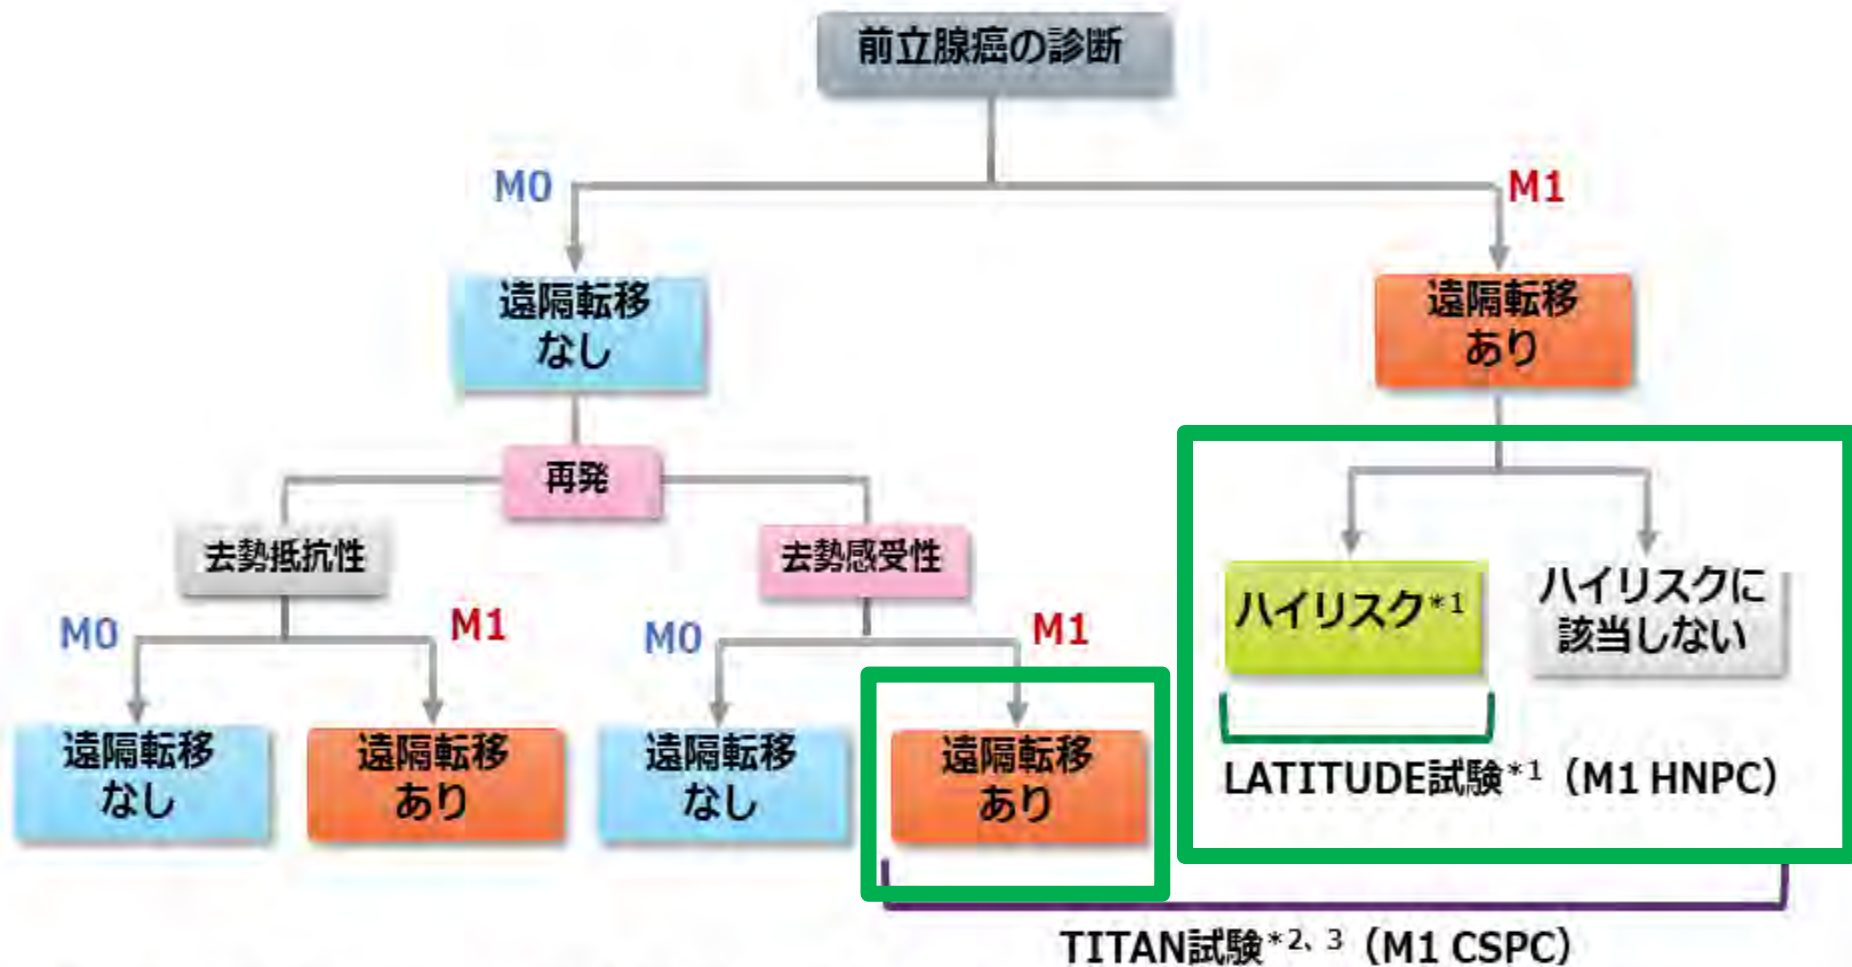 前立腺癌の診断
M0
M1
遠隔転移
なし
遠隔転移
あり
再発
去勢抵抗性
去勢感受性
ハイリスク*1
ハイリスクに
該当しない
M0
M1
M0
M1
遠隔転移
なし
遠隔転移
あり
遠隔転移
なし
遠隔転移
あり
LATITUDE試験*1（M1 HNPC）
TITAN試験*2、3（M1 CSPC）